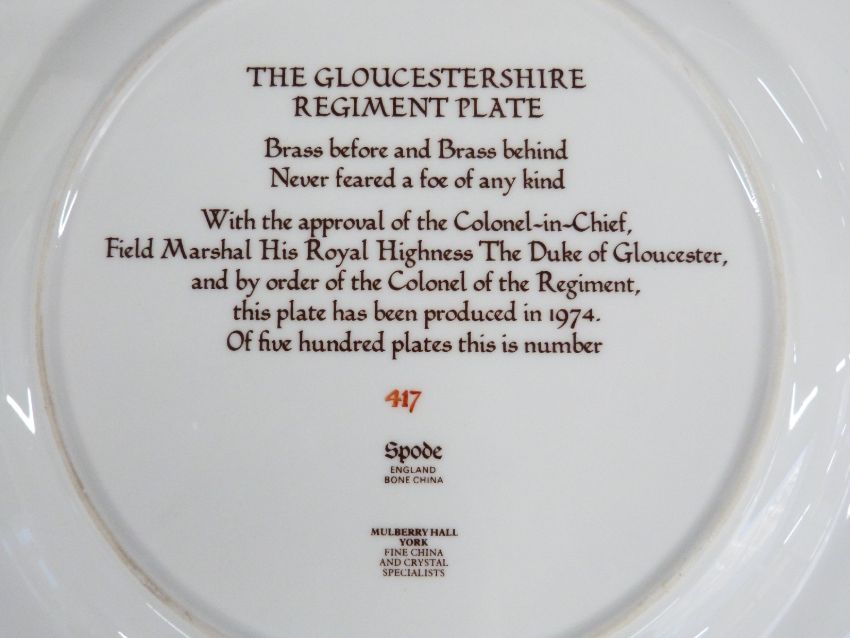 THE GLOUCESTERSHIRE
REGIMENT PLATE
Brass before and Brass behind
Never feared a foe of any kind
With the approval of the Colonel-in-Chief,
Field Marshal His Royal Highness The Duke of Gloucester,
and by order of the Colonel of the Regiment,
this plate has been produced in 1974.
Of five hundred plates this is number
417
Spode
ENGLAND
BONE CHINA
MULBERRY HALL
YORK
FINE CHINA
AND CRYSTAL
SPECIALISTS